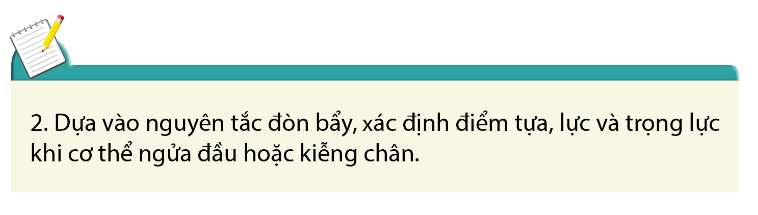 2. Dựa vào nguyên tắc đòn bẩy, xác định điểm tựa, lực và trọng lực
khi cơ thể ngửa đầu hoặc kiễng chân.